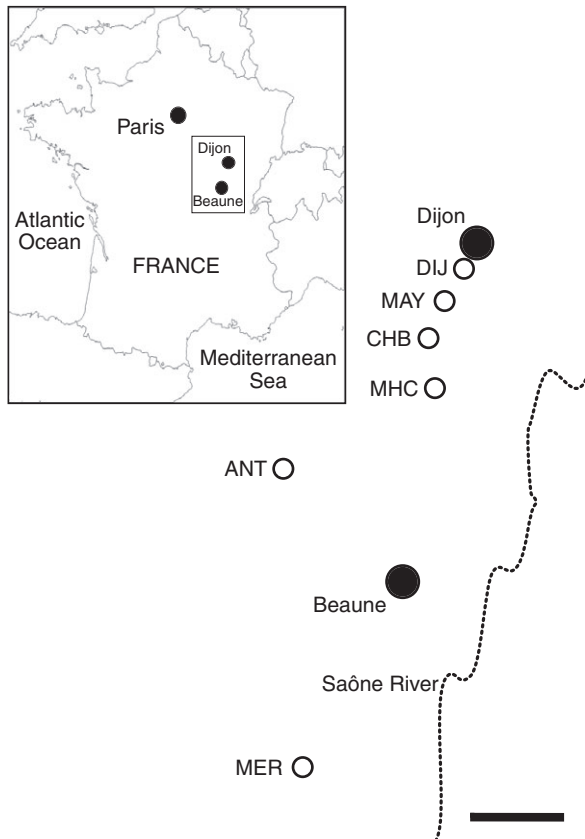 Paris
Dijon
Beaune
Atlantic
Ocean
FRANCE
Mediterranean
Sea
Dijon
DIJ
MAY
CHB
MHC
ANT
Beaune
Saône River
MER